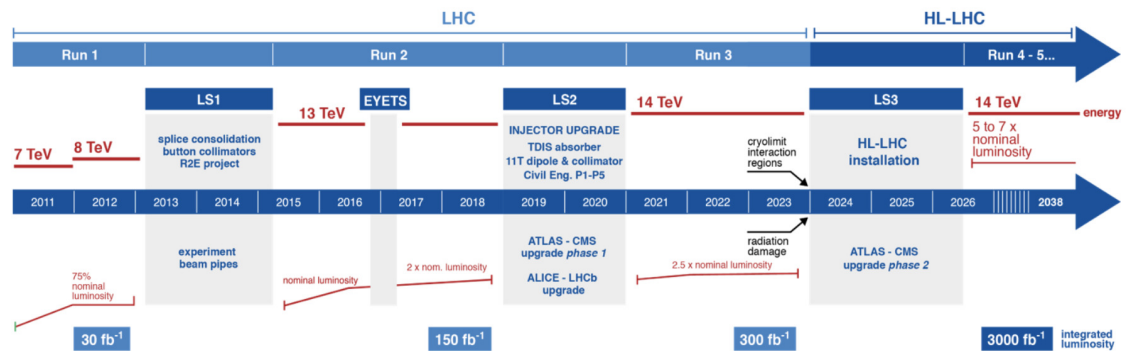 LHC
HL-LHC
Run 1
Run 2
Run 3
Run 4 - 5...
LS1
EYETS
LS2
LS3
7 TeV
8 TeV
13 TeV
14 TeV
14 TeV
energy
splice consolidation
button collimators
R2E project
INJECTOR UPGRADE
TDIS absorber
11T dipole & collimator
Civil Eng. P1-P5
cryolimit
interaction
regions
HL-LHC
installation
5 to 7 x
nominal
luminosity
2011
2012
2013
2014
2015
2016
2017
2018
2019
2020
2021
2022
2023
2024
2025
2026
2038
75%
nominal
luminosity
experiment
beam pipes
nominal luminosity
2 x nom. luminosity
ATLAS - CMS
upgrade phase 1
ALICE - LHCb
upgrade
2.5 x nominal luminosity
radiation
damage
ATLAS - CMS
upgrade phase 2
30 fb⁻¹
150 fb⁻¹
300 fb⁻¹
3000 fb⁻¹
integrated
luminosity